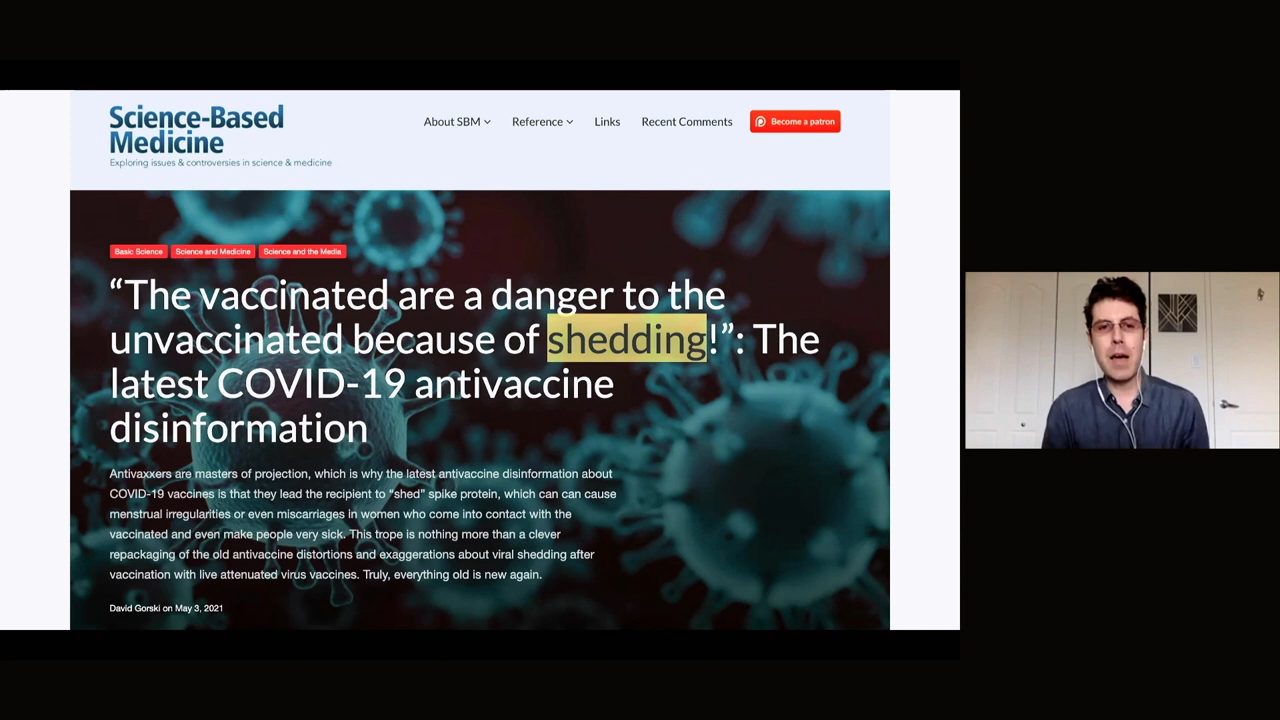 Science-Based
Medicine
Exploring issues & controversies in science & medicine
About SBM
Reference
Links
Recent Comments
Become a patron
Basic Science
Science and Medicine
Science and the Media
“The vaccinated are a danger to the
unvaccinated because of shedding!”: The
latest COVID-19 antivaccine
disinformation
Antivaxxers are masters of projection, which is why the latest antivaccine disinformation about
COVID-19 vaccines is that they lead the recipient to “shed” spike protein, which can can cause
menstrual irregularities or even miscarriages in women who come into contact with the
vaccinated and even make people very sick. This trope is nothing more than a clever
repackaging of the old antivaccine distortions and exaggerations about viral shedding after
vaccination with live attenuated virus vaccines. Truly, everything old is new again.
David Gorski on May 3, 2021